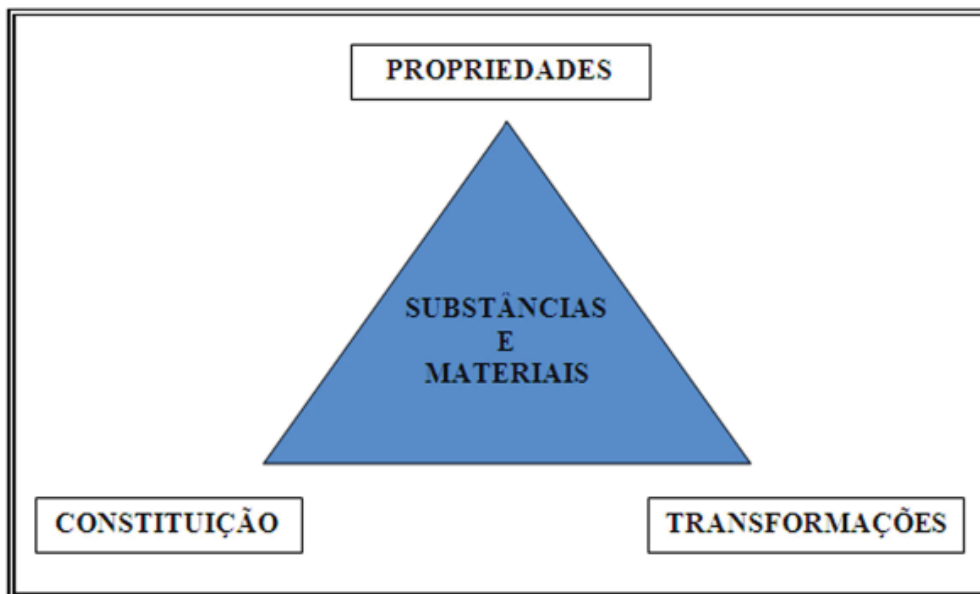 PROPRIEDADES
SUBSTÂNCIAS
E
MATERIAIS
CONSTITUIÇÃO
TRANSFORMAÇÕES